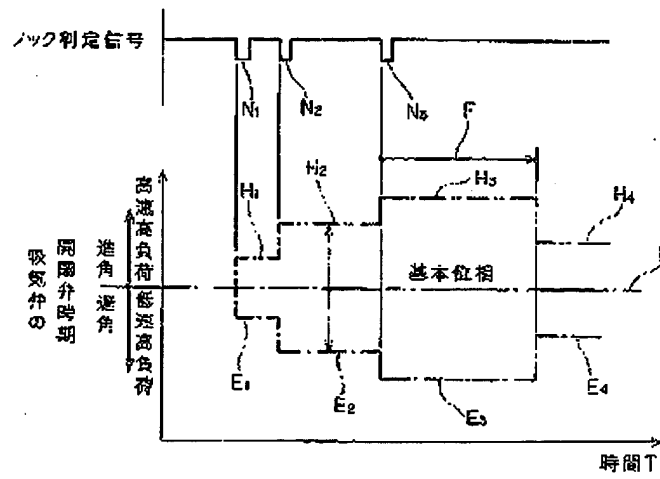 ノック判定信号
N1
N2
N3
F
H1
H2
H3
H4
基本位相
E1
E2
E3
E4
高速高負荷
低速高負荷
進角
遅角
吸気弁の
開閉弁時期
時間T